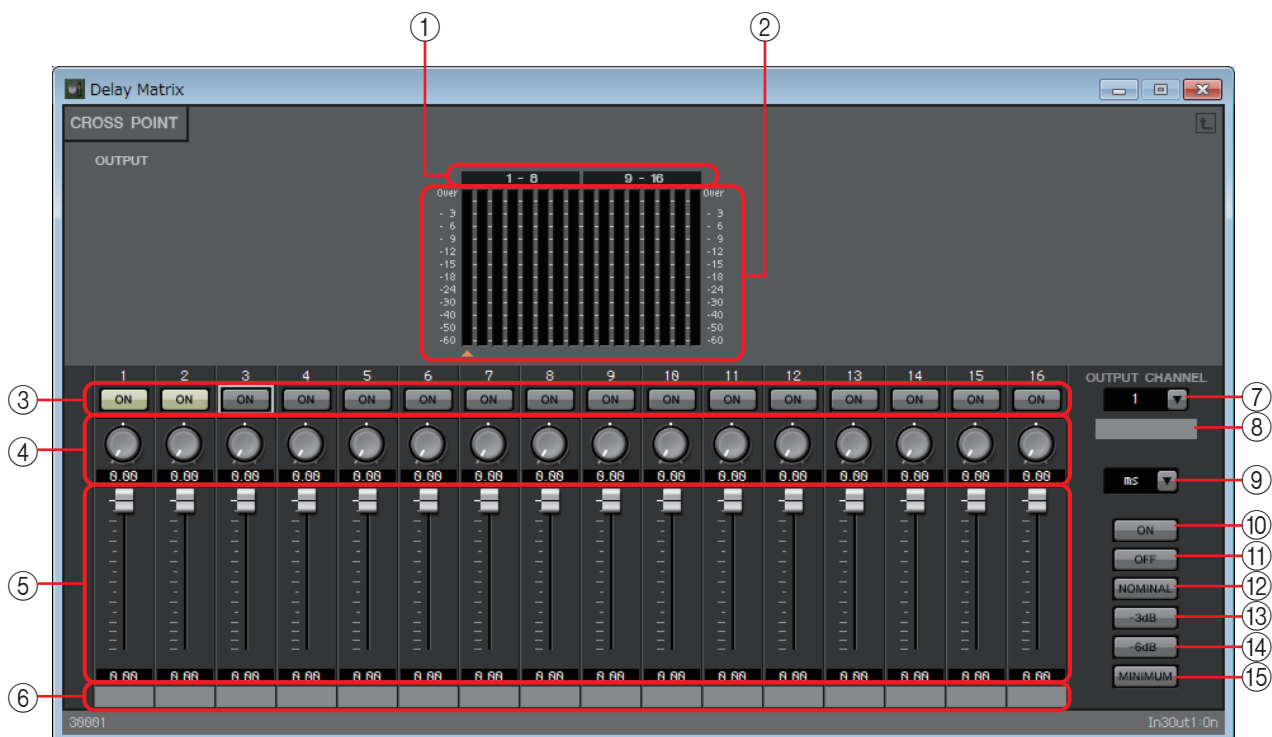 ① ②
Delay Matrix
CROSS POINT
OUTPUT
1 - 8 9 - 16
Over Over
- 3 - 3
- 6 - 6
- 9 - 9
-12 -12
-15 -15
-18 -18
-24 -24
-30 -30
-40 -40
-50 -50
-60 -60
1 2 3 4 5 6 7 8 9 10 11 12 13 14 15 16 OUTPUT CHANNEL
③ ON ON ON ON ON ON ON ON ON ON ON ON ON ON ON ON 1 ⑦
⑧
④
0.00 0.00 0.00 0.00 0.00 0.00 0.00 0.00 0.00 0.00 0.00 0.00 0.00 0.00 0.00 0.00 ms ⑨
ON ⑩
OFF ⑪
⑤ NOMINAL ⑫
-3dB ⑬
-6dB ⑭
0.00 0.00 0.00 0.00 0.00 0.00 0.00 0.00 0.00 0.00 0.00 0.00 0.00 0.00 0.00 0.00 MINIMUM ⑮
⑥
30001 In3Out1:On